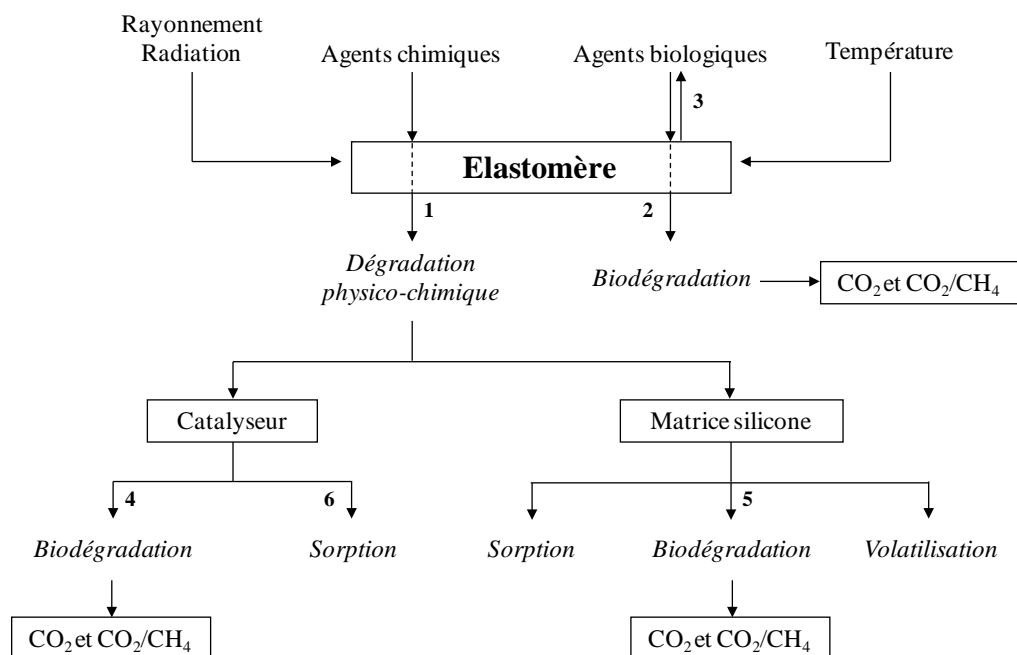 Rayonnement
Radiation
Agents chimiques
Agents biologiques
Température
3
Elastomère
1
2
Dégradation
physico-chimique
Biodégradation
CO₂ et CO₂/CH₄
Catalyseur
Matrice silicone
4
6
5
Biodégradation
Sorption
Sorption
Biodégradation
Volatilisation
CO₂ et CO₂/CH₄
CO₂ et CO₂/CH₄